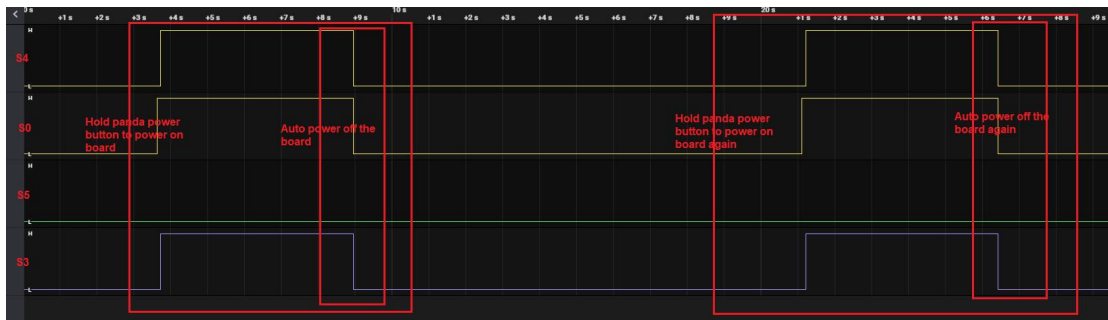 0 s 10 s 20 s
+1 s +2 s +3 s +4 s +5 s +6 s +7 s +8 s +9 s +1 s +2 s +3 s +4 s +5 s +6 s +7 s +8 s +9 s +1 s +2 s +3 s +4 s +5 s +6 s +7 s +8 s +9 s
H
S4
L
H
S0
Hold panda power
button to power on
board
Auto power off the
board
Hold panda power
button to power on
board again
Auto power off the
board again
L
H
S5
L
H
S3
L